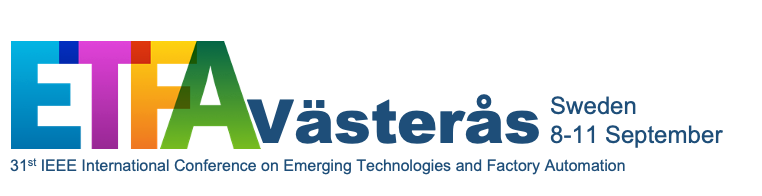 ETFA Västerås
Sweden
8-11 September
31st IEEE International Conference on Emerging Technologies and Factory Automation